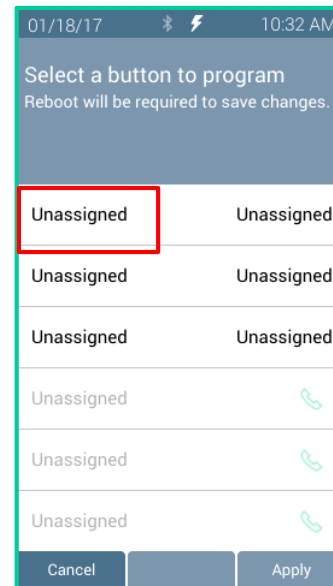 01/18/17 10:32 AM
Select a button to program
Reboot will be required to save changes.
Unassigned Unassigned
Unassigned Unassigned
Unassigned Unassigned
Unassigned
Unassigned
Unassigned
Cancel Apply